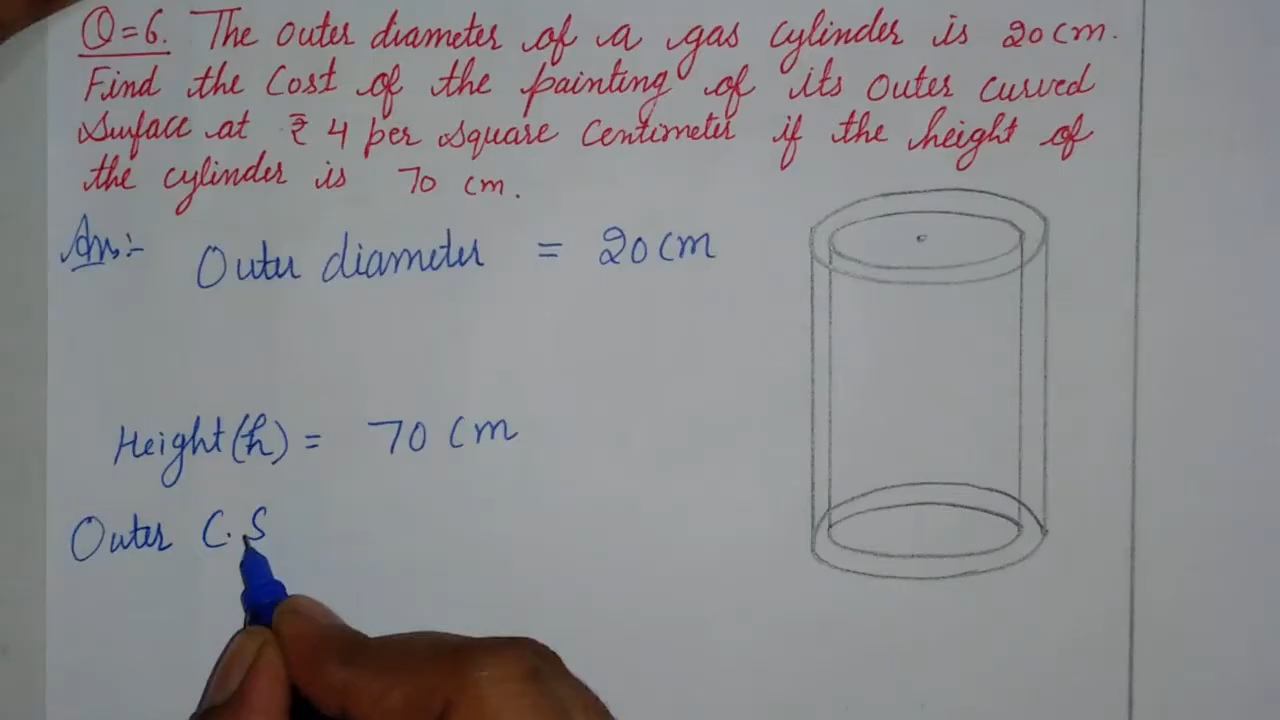 Q=6. The outer diameter of a gas cylinder is 20 cm.
Find the cost of the painting of its outer curved
surface at ₹ 4 per square centimeter if the height of
the cylinder is 70 cm.
Ans:- Outer diameter = 20 cm
Height (h) = 70 cm
Outer C.S